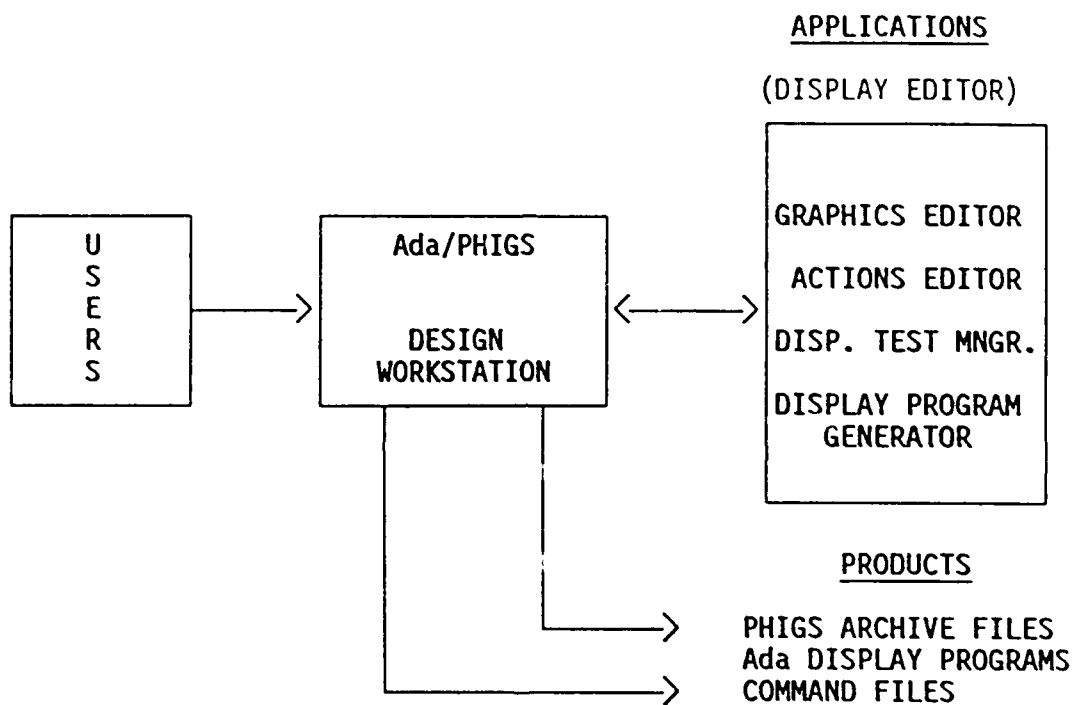 APPLICATIONS
(DISPLAY EDITOR)
U
S
E
R
S
Ada/PHIGS
DESIGN
WORKSTATION
GRAPHICS EDITOR
ACTIONS EDITOR
DISP. TEST MNGR.
DISPLAY PROGRAM
GENERATOR
PRODUCTS
PHIGS ARCHIVE FILES
Ada DISPLAY PROGRAMS
COMMAND FILES